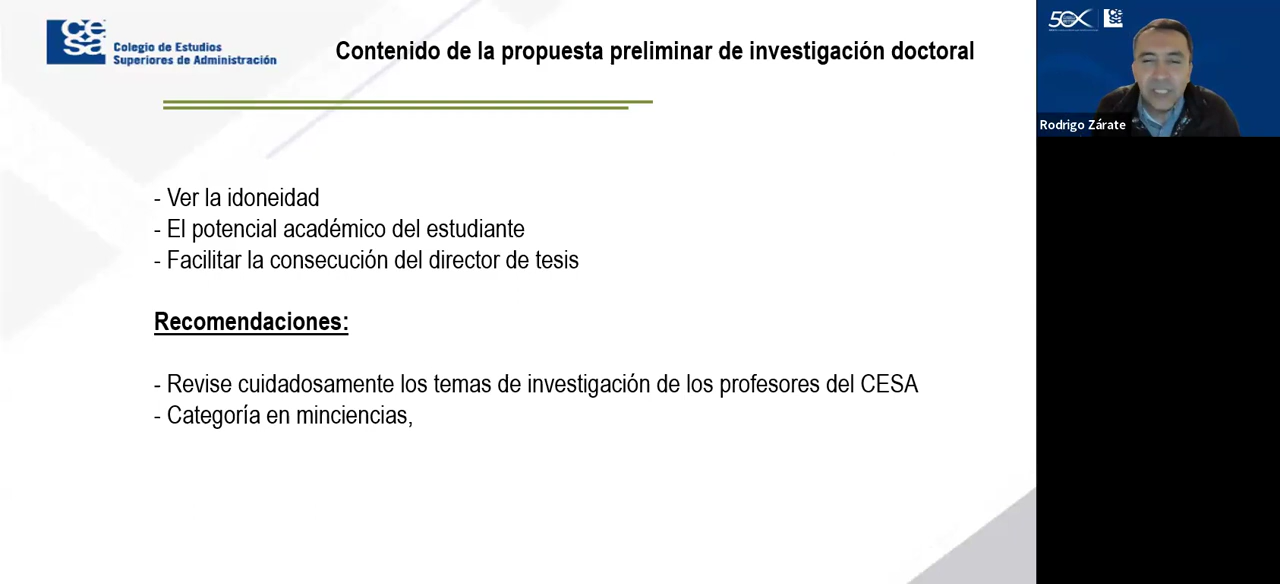 cesa
Colegio de Estudios
Superiores de Administración
Contenido de la propuesta preliminar de investigación doctoral
- Ver la idoneidad
- El potencial académico del estudiante
- Facilitar la consecución del director de tesis
Recomendaciones:
- Revise cuidadosamente los temas de investigación de los profesores del CESA
- Categoría en minciencias,
Rodrigo Zárate